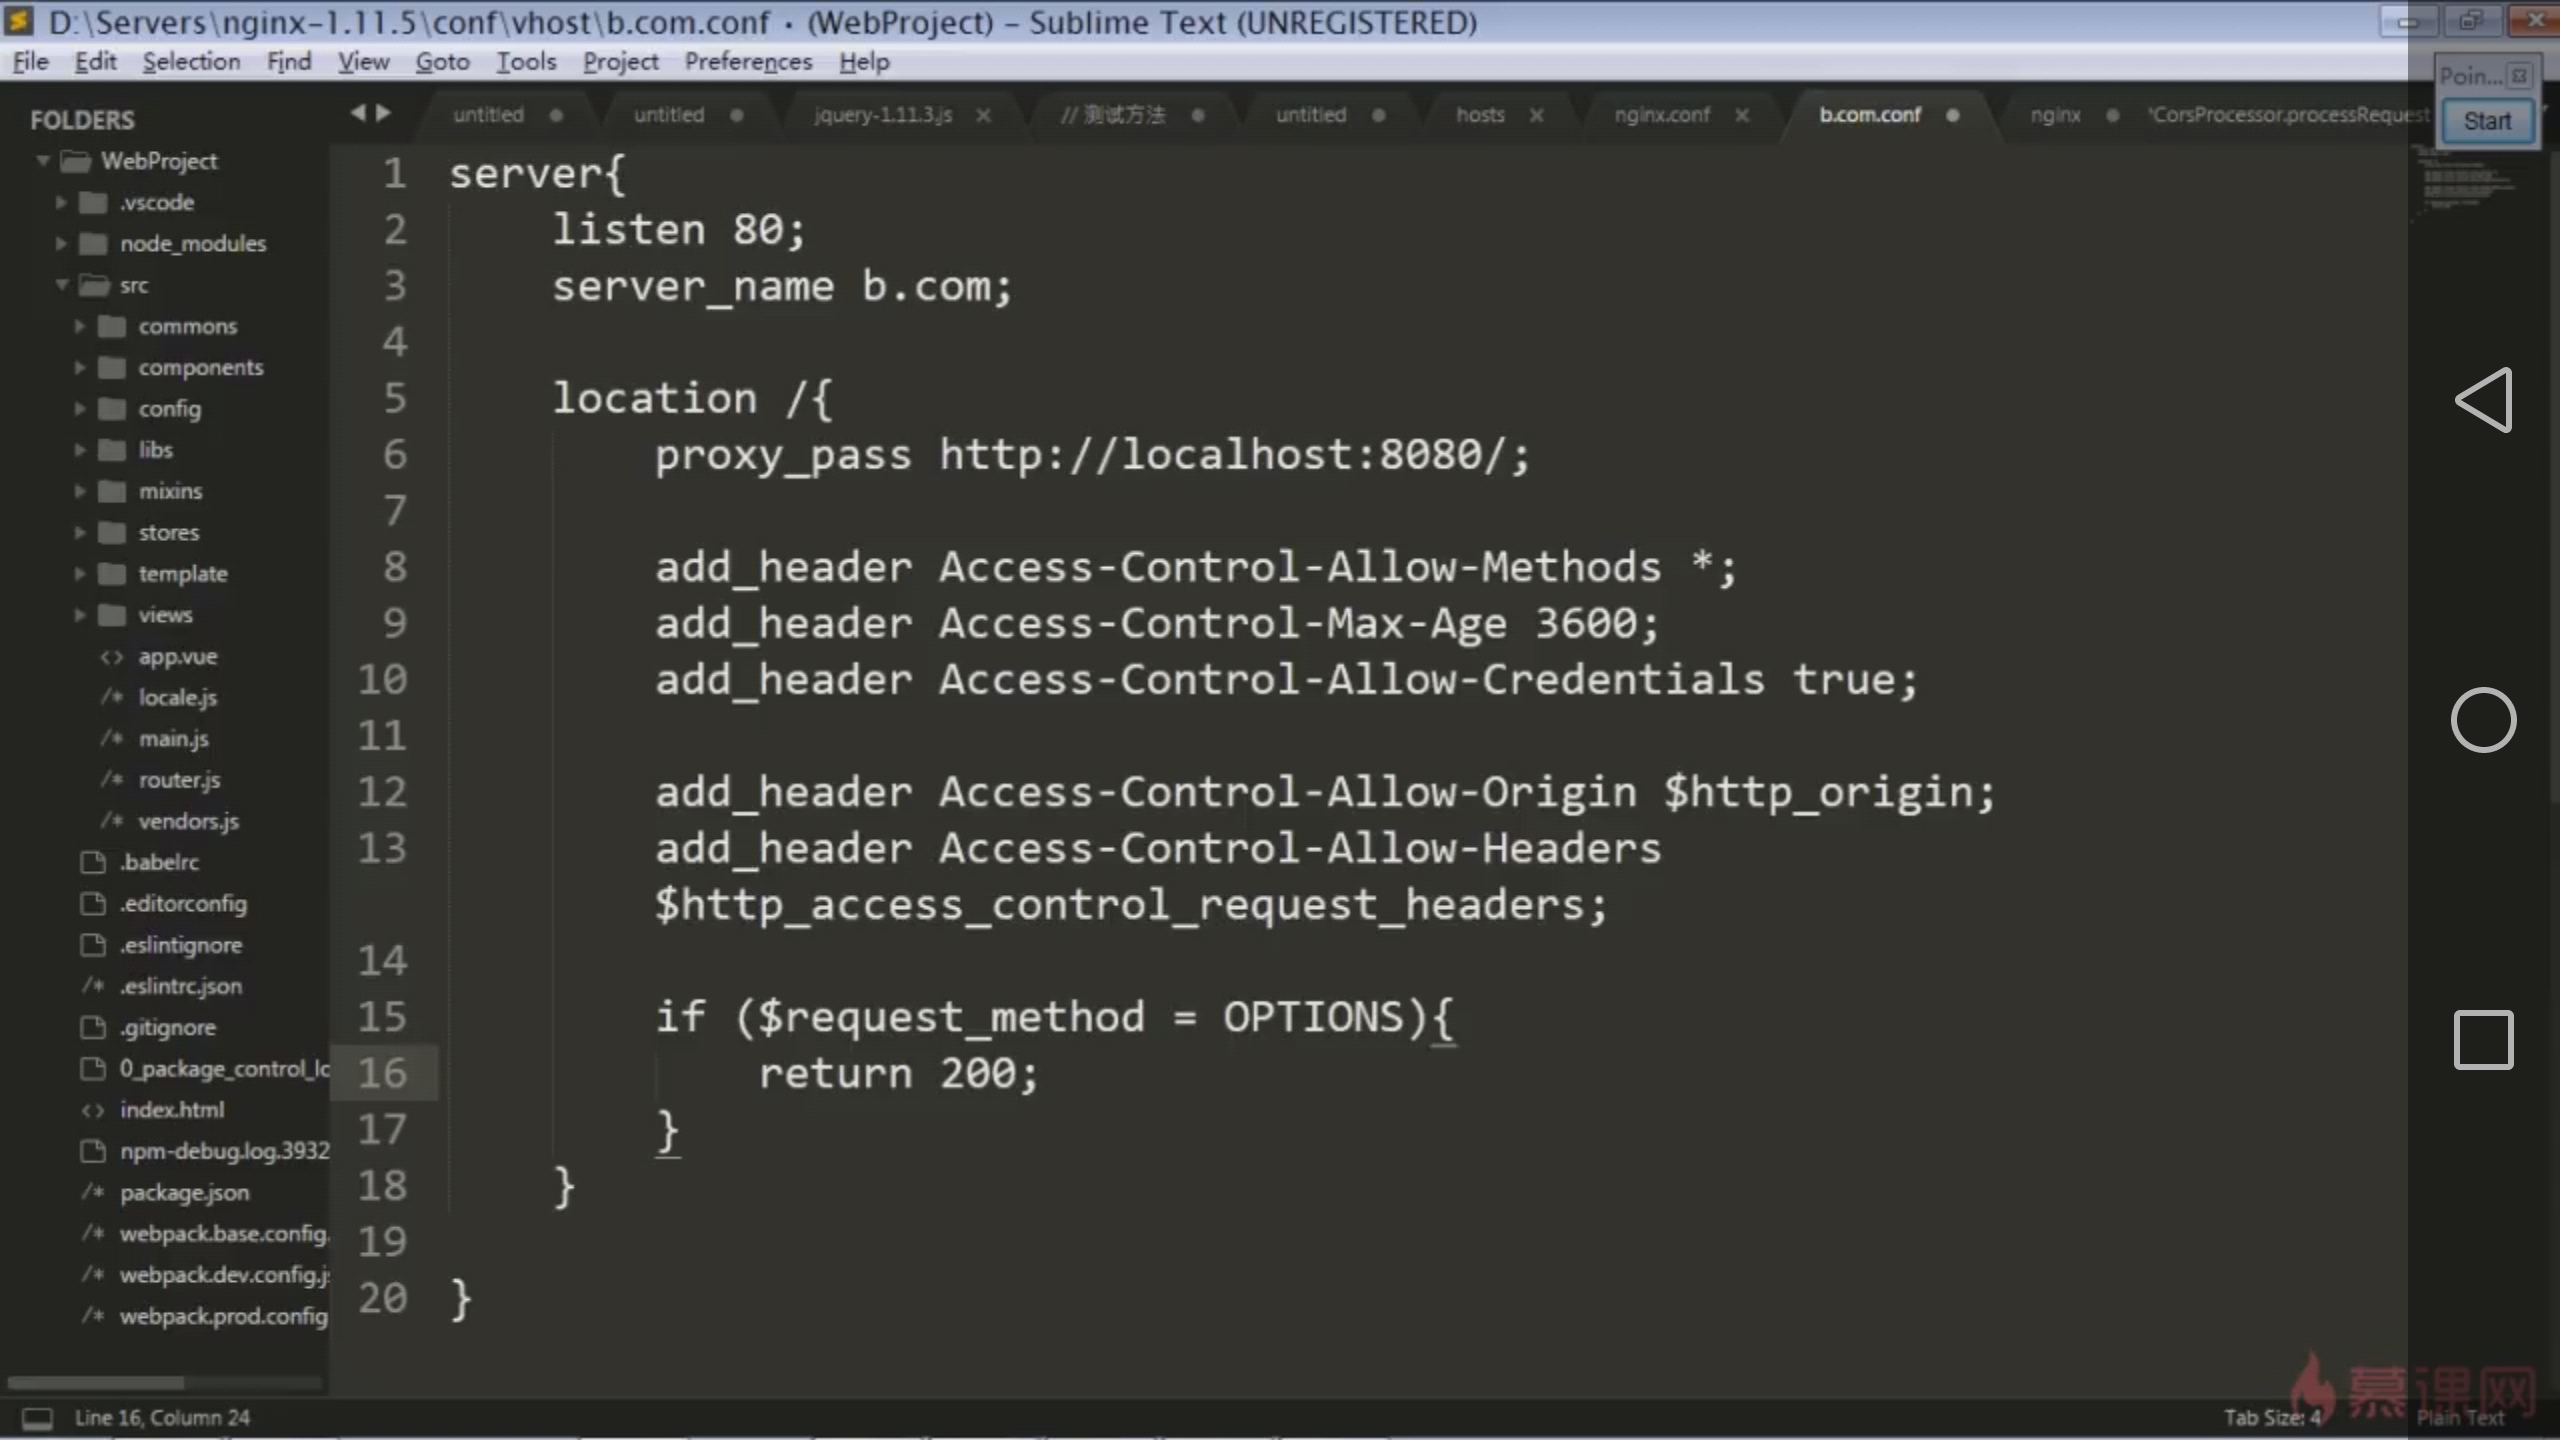 D:\Servers\nginx-1.11.5\conf\vhost\b.com.conf • (WebProject) - Sublime Text (UNREGISTERED)
File Edit Selection Find View Goto Tools Project Preferences Help
Poin...
Start
FOLDERS
untitled untitled jquery-1.11.3.js // 测试方法 untitled hosts nginx.conf b.com.conf nginx 'CorsProcessor.processRequest
WebProject
.vscode
node_modules
src
commons
components
config
libs
mixins
stores
template
views
app.vue
locale.js
main.js
router.js
vendors.js
.babelrc
.editorconfig
.eslintignore
.eslintrc.json
.gitignore
0_package_control_lo
index.html
npm-debug.log.3932
package.json
webpack.base.config.
webpack.dev.config.js
webpack.prod.config
1 server{
2 listen 80;
3 server_name b.com;
4
5 location /{
6 proxy_pass http://localhost:8080/;
7
8 add_header Access-Control-Allow-Methods *;
9 add_header Access-Control-Max-Age 3600;
10 add_header Access-Control-Allow-Credentials true;
11
12 add_header Access-Control-Allow-Origin $http_origin;
13 add_header Access-Control-Allow-Headers
$http_access_control_request_headers;
14
15 if ($request_method = OPTIONS){
16 return 200;
17 }
18 }
19
20 }
Line 16, Column 24
Tab Size: 4
Plain Text
慕课网